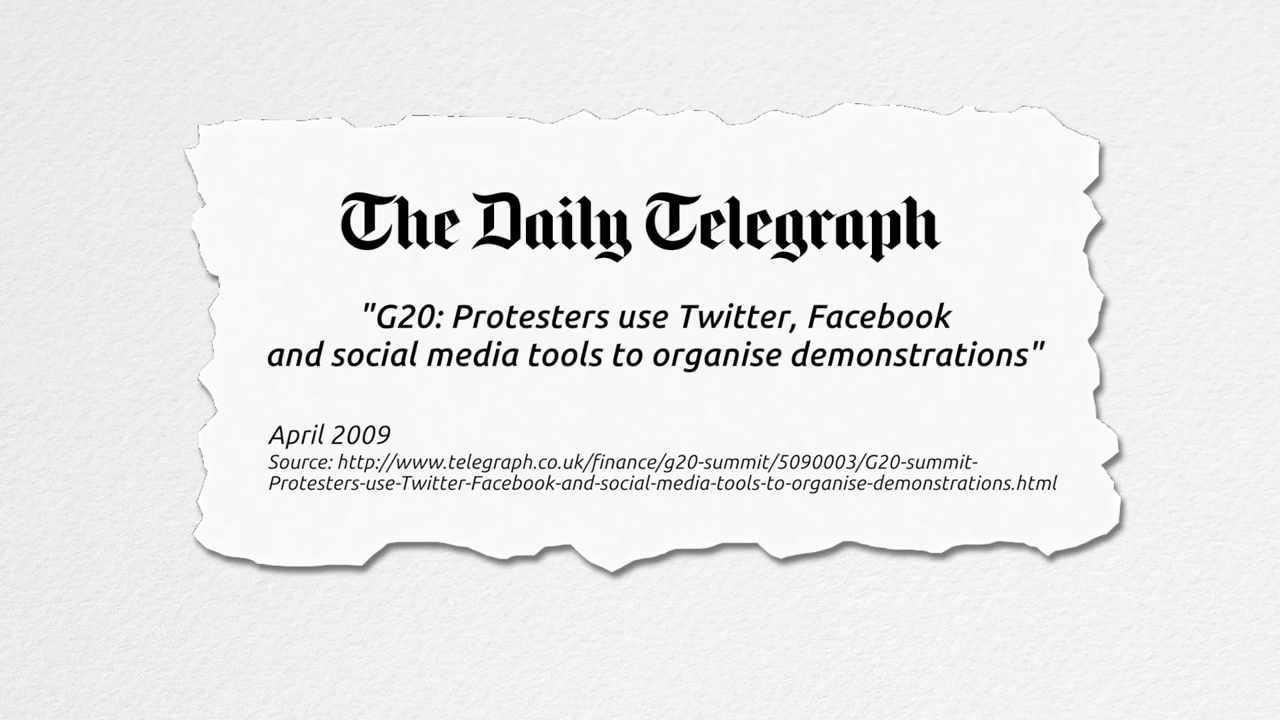 The Daily Telegraph
"G20: Protesters use Twitter, Facebook
and social media tools to organise demonstrations"
April 2009
Source: http://www.telegraph.co.uk/finance/g20-summit/5090003/G20-summit-
Protesters-use-Twitter-Facebook-and-social-media-tools-to-organise-demonstrations.html